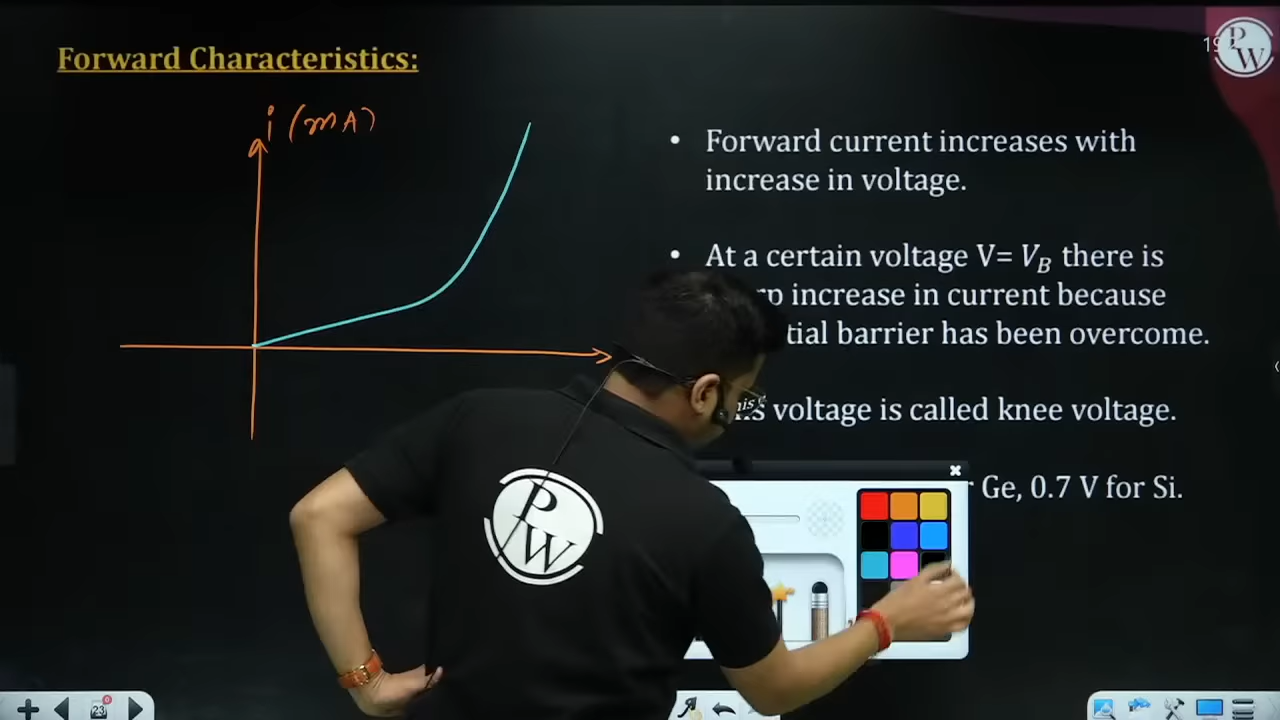 Forward Characteristics:
i (mA)
• Forward current increases with
increase in voltage.
• At a certain voltage V= V_B there is
increase in current because
barrier has been overcome.
voltage is called knee voltage.
Ge, 0.7 V for Si.
PW
PW
23